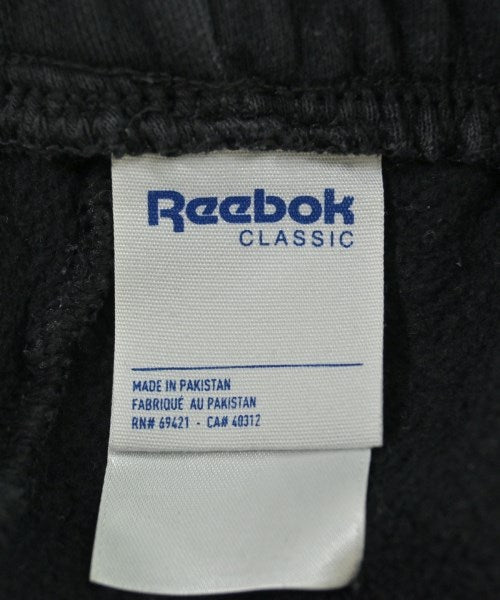 Reebok
CLASSIC
MADE IN PAKISTAN
FABRIQUÉ AU PAKISTAN
RN# 69421 - CA# 40312